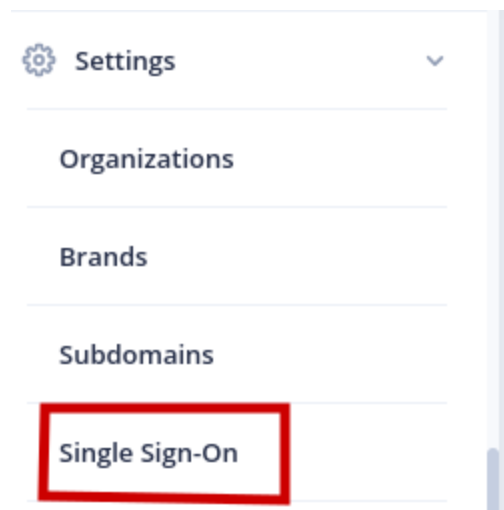 Settings
Organizations
Brands
Subdomains
Single Sign-On